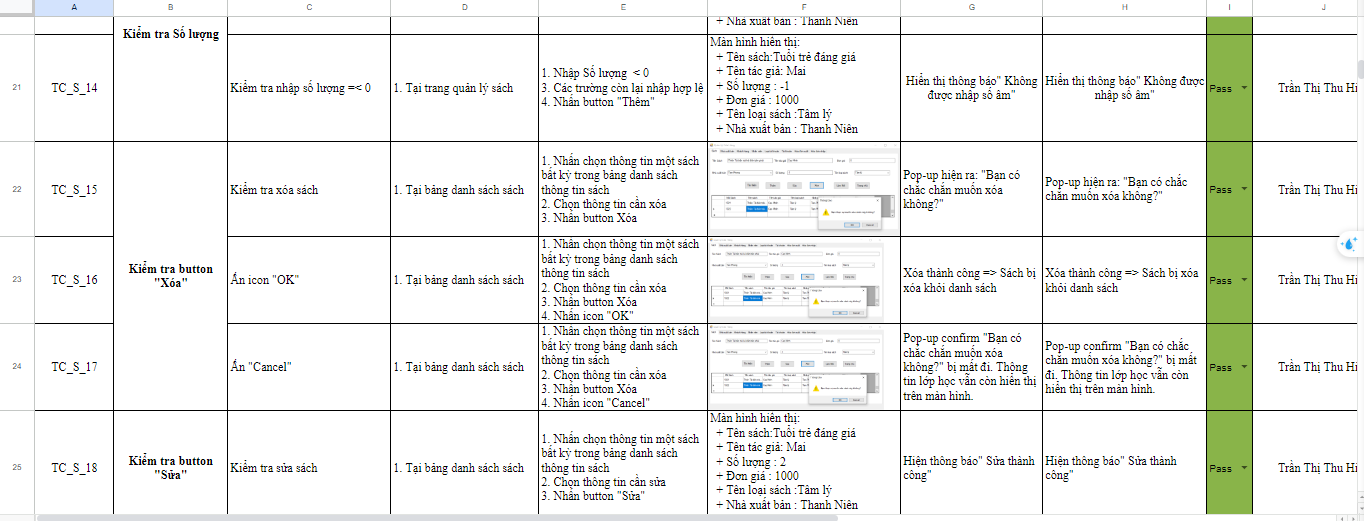 A B C D E F G H I J
Kiểm tra Số lượng
+ Nhà xuất bản : Thanh Niên
21
TC_S_14
Kiểm tra nhập số lượng =< 0
1. Tại trang quản lý sách
1. Nhập Số lượng < 0
3. Các trường còn lại nhập hợp lệ
4. Nhấn button "Thêm"
Màn hình hiển thị:
+ Tên sách:Tuổi trẻ đáng giá
+ Tên tác giả: Mai
+ Số lượng : -1
+ Đơn giá : 1000
+ Tên loại sách :Tâm lý
+ Nhà xuất bản : Thanh Niên
Hiển thị thông báo" Không
được nhập số âm"
Hiển thị thông báo" Không được
nhập số âm"
Pass
Trần Thị Thu Hi
22
TC_S_15
Kiểm tra xóa sách
1. Tại bảng danh sách sách
1. Nhấn chọn thông tin một sách
bất kỳ trong bảng danh sách
thông tin sách
2. Chọn thông tin cần xóa
3. Nhấn button Xóa
Pop-up hiện ra: "Bạn có
chắc chắn muốn xóa
không?"
Pop-up hiện ra: "Bạn có chắc
chắn muốn xóa không?"
Pass
Trần Thị Thu Hi
Kiểm tra button
"Xóa"
23
TC_S_16
Ấn icon "OK"
1. Tại bảng danh sách sách
1. Nhấn chọn thông tin một sách
bất kỳ trong bảng danh sách
thông tin sách
2. Chọn thông tin cần xóa
3. Nhấn button Xóa
4. Nhấn icon "OK"
Xóa thành công => Sách bị
xóa khỏi danh sách
Xóa thành công => Sách bị xóa
khỏi danh sách
Pass
Trần Thị Thu Hi
24
TC_S_17
Ấn "Cancel"
1. Tại bảng danh sách sách
1. Nhấn chọn thông tin một sách
bất kỳ trong bảng danh sách
thông tin sách
2. Chọn thông tin cần xóa
3. Nhấn button Xóa
4. Nhấn icon "Cancel"
Pop-up confirm "Bạn có
chắc chắn muốn xóa
không?" bị mất đi. Thông
tin lớp học vẫn còn hiển thị
trên màn hình.
Pop-up confirm "Bạn có chắc
chắn muốn xóa không?" bị mất
đi. Thông tin lớp học vẫn còn
hiển thị trên màn hình.
Pass
Trần Thị Thu Hi
25
TC_S_18
Kiểm tra button
"Sửa"
Kiểm tra sửa sách
1. Tại bảng danh sách sách
1. Nhấn chọn thông tin một sách
bất kỳ trong bảng danh sách
thông tin sách
2. Chọn thông tin cần sửa
3. Nhấn button "Sửa"
Màn hình hiển thị:
+ Tên sách:Tuổi trẻ đáng giá
+ Tên tác giả: Mai
+ Số lượng : 2
+ Đơn giá : 1000
+ Tên loại sách :Tâm lý
+ Nhà xuất bản : Thanh Niên
Hiện thông báo" Sửa thành
công"
Hiện thông báo" Sửa thành
công"
Pass
Trần Thị Thu Hi